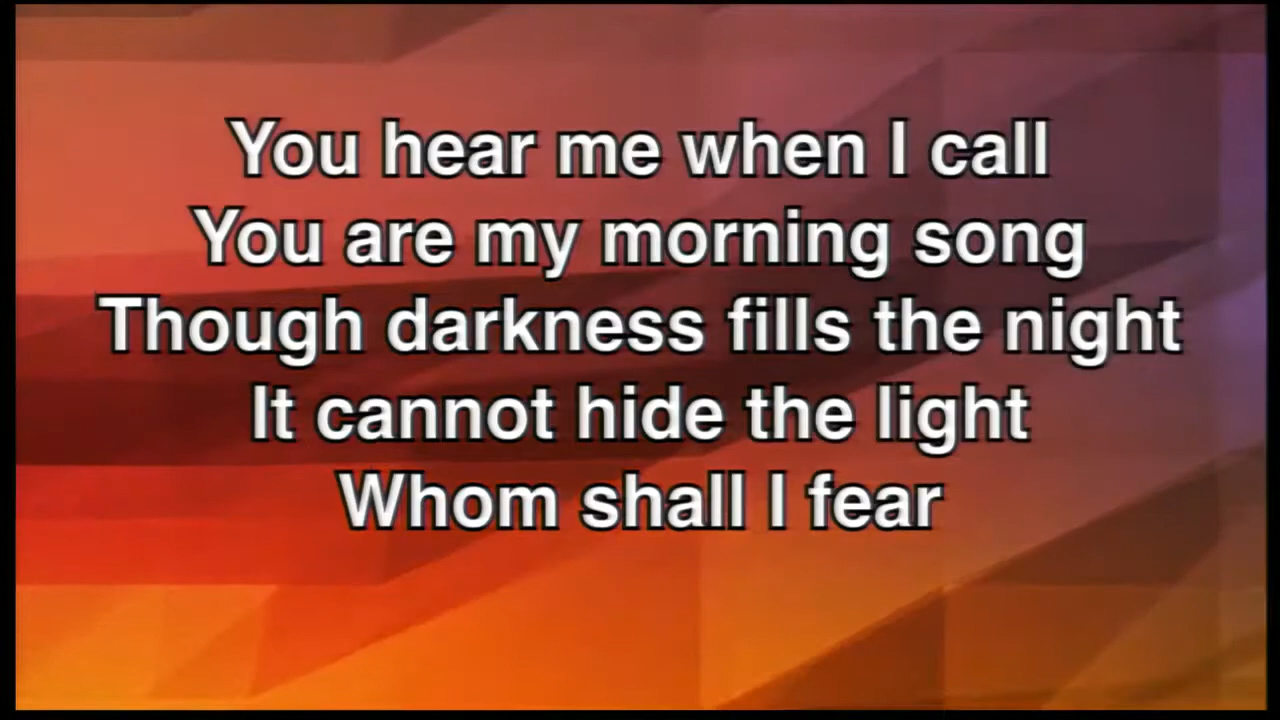 You hear me when I call
You are my morning song
Though darkness fills the night
It cannot hide the light
Whom shall I fear